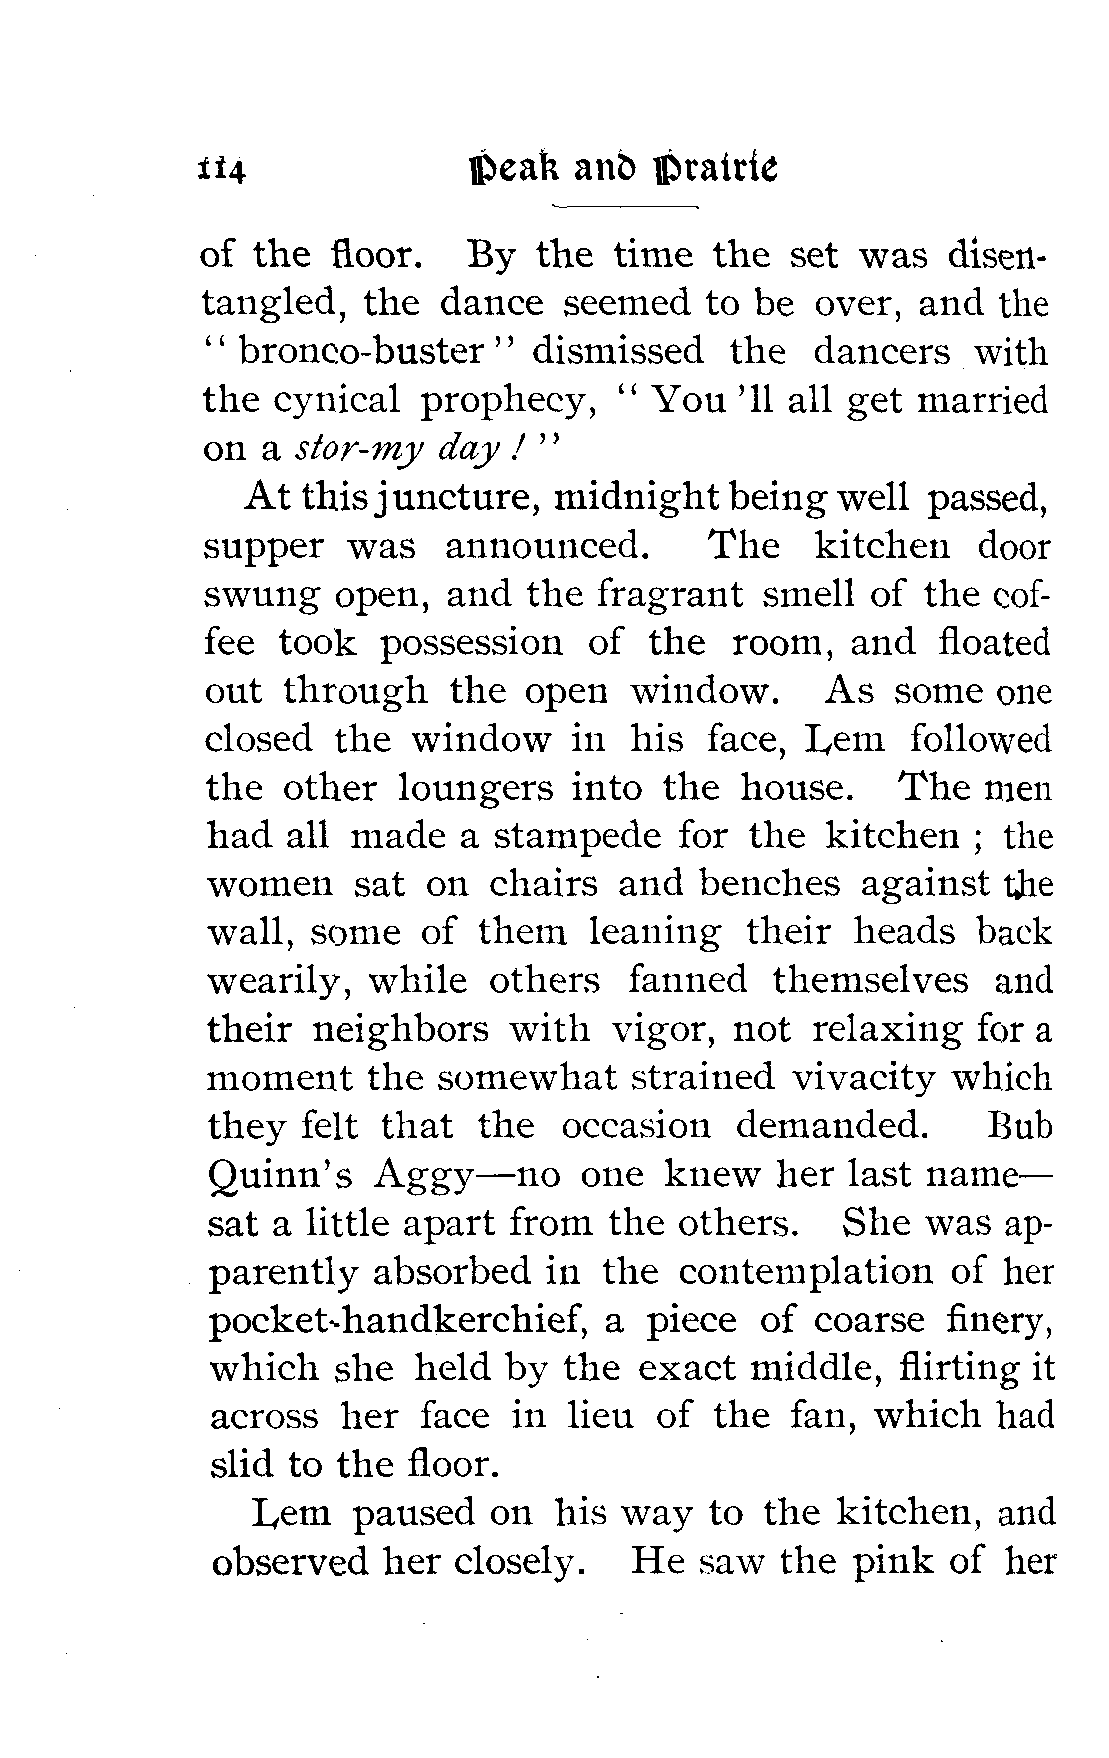 114 Peak and Prairie
of the floor. By the time the set was disen-
tangled, the dance seemed to be over, and the
“ bronco-buster ” dismissed the dancers with
the cynical prophecy, “ You ’ll all get married
on a stor-my day ! ”
At this juncture, midnight being well passed,
supper was announced. The kitchen door
swung open, and the fragrant smell of the cof-
fee took possession of the room, and floated
out through the open window. As some one
closed the window in his face, Lem followed
the other loungers into the house. The men
had all made a stampede for the kitchen ; the
women sat on chairs and benches against the
wall, some of them leaning their heads back
wearily, while others fanned themselves and
their neighbors with vigor, not relaxing for a
moment the somewhat strained vivacity which
they felt that the occasion demanded. Bub
Quinn’s Aggy—no one knew her last name—
sat a little apart from the others. She was ap-
parently absorbed in the contemplation of her
pocket-handkerchief, a piece of coarse finery,
which she held by the exact middle, flirting it
across her face in lieu of the fan, which had
slid to the floor.
Lem paused on his way to the kitchen, and
observed her closely. He saw the pink of her